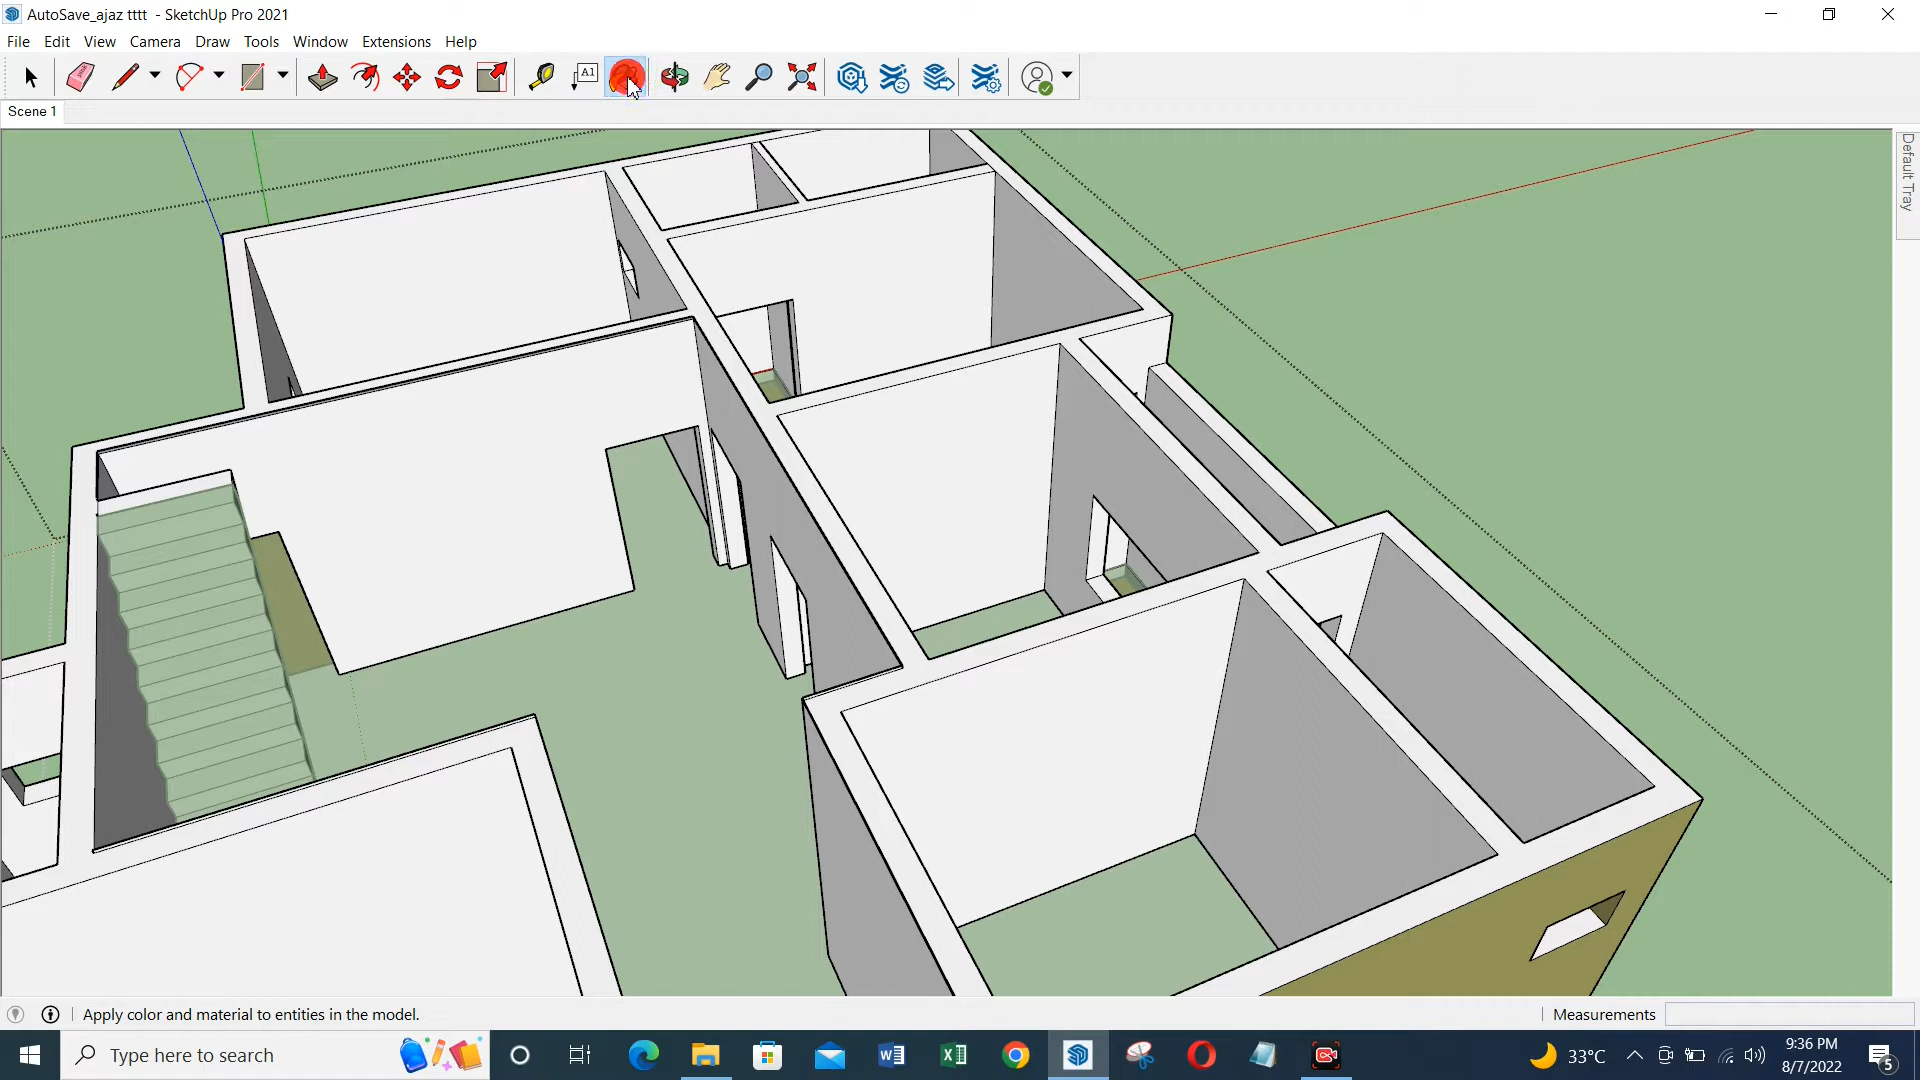 AutoSave_ajaz tttt - SketchUp Pro 2021
File Edit View Camera Draw Tools Window Extensions Help
A1
Scene 1
Default Tray
Apply color and material to entities in the model.
Measurements
Type here to search
33°C
9:36 PM
8/7/2022
5